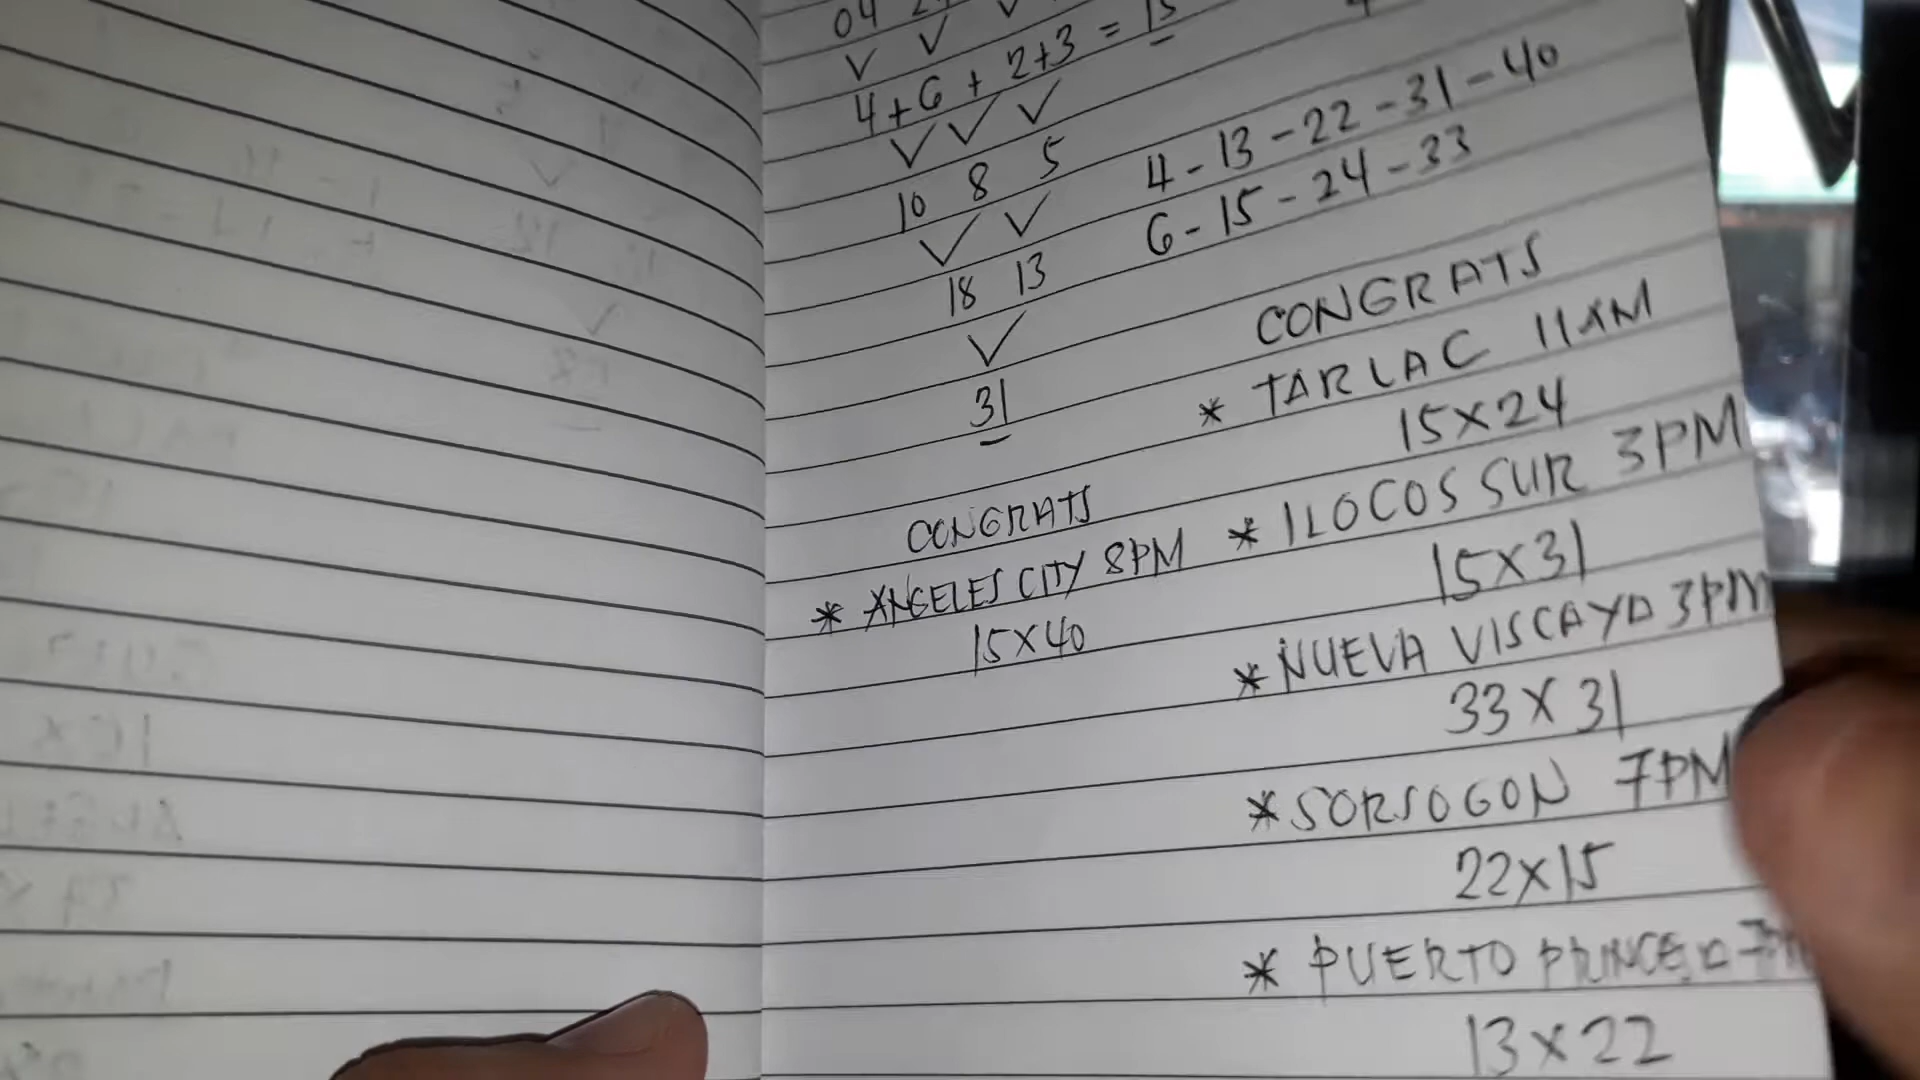 04
4+6+2+3 = 15
10 8 5
18 13
31
4-13-22-31-40
6-15-24-33
CONGRATS
* ANGELES CITY 8PM
15X40
CONGRATS
* TARLAC 11AM
15X24
* ILOCOS SUR 3PM
15X31
* NUEVA VISCAYA 3PM
33X31
* SORSOGON 7PM
22X15
* PUERTO PRINCESA
13X22